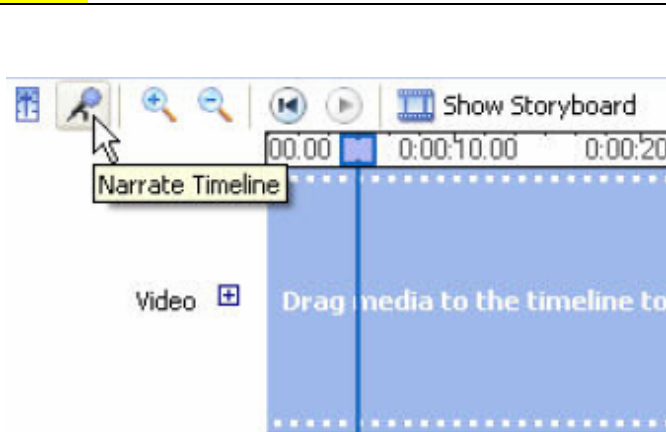 Show Storyboard
00.00 0:00:10.00 0:00:20
Narrate Timeline
Video Drag media to the timeline to